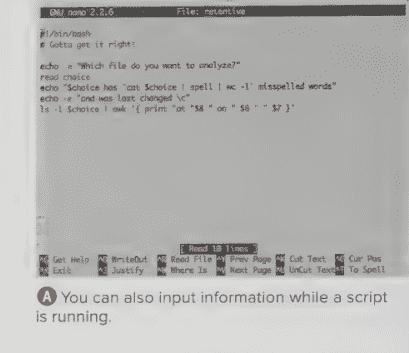 GNU nano 2.2.6 File: retentive
#!/bin/bash
# Gotta get it right!
echo -n "Which file do you want to analyze?"
read choice
echo "$choice has `cat $choice | spell | wc -l` misspelled words"
echo -e "and was last changed \c"
ls -l $choice | awk '{ print "at "$8 " on " $6 " " $7 }'
[ Read 10 lines ]
^G Get Help ^O WriteOut ^R Read File ^Y Prev Page ^K Cut Text ^C Cur Pos
^X Exit ^J Justify ^W Where Is ^V Next Page ^U UnCut Text ^T To Spell
A You can also input information while a script
is running.